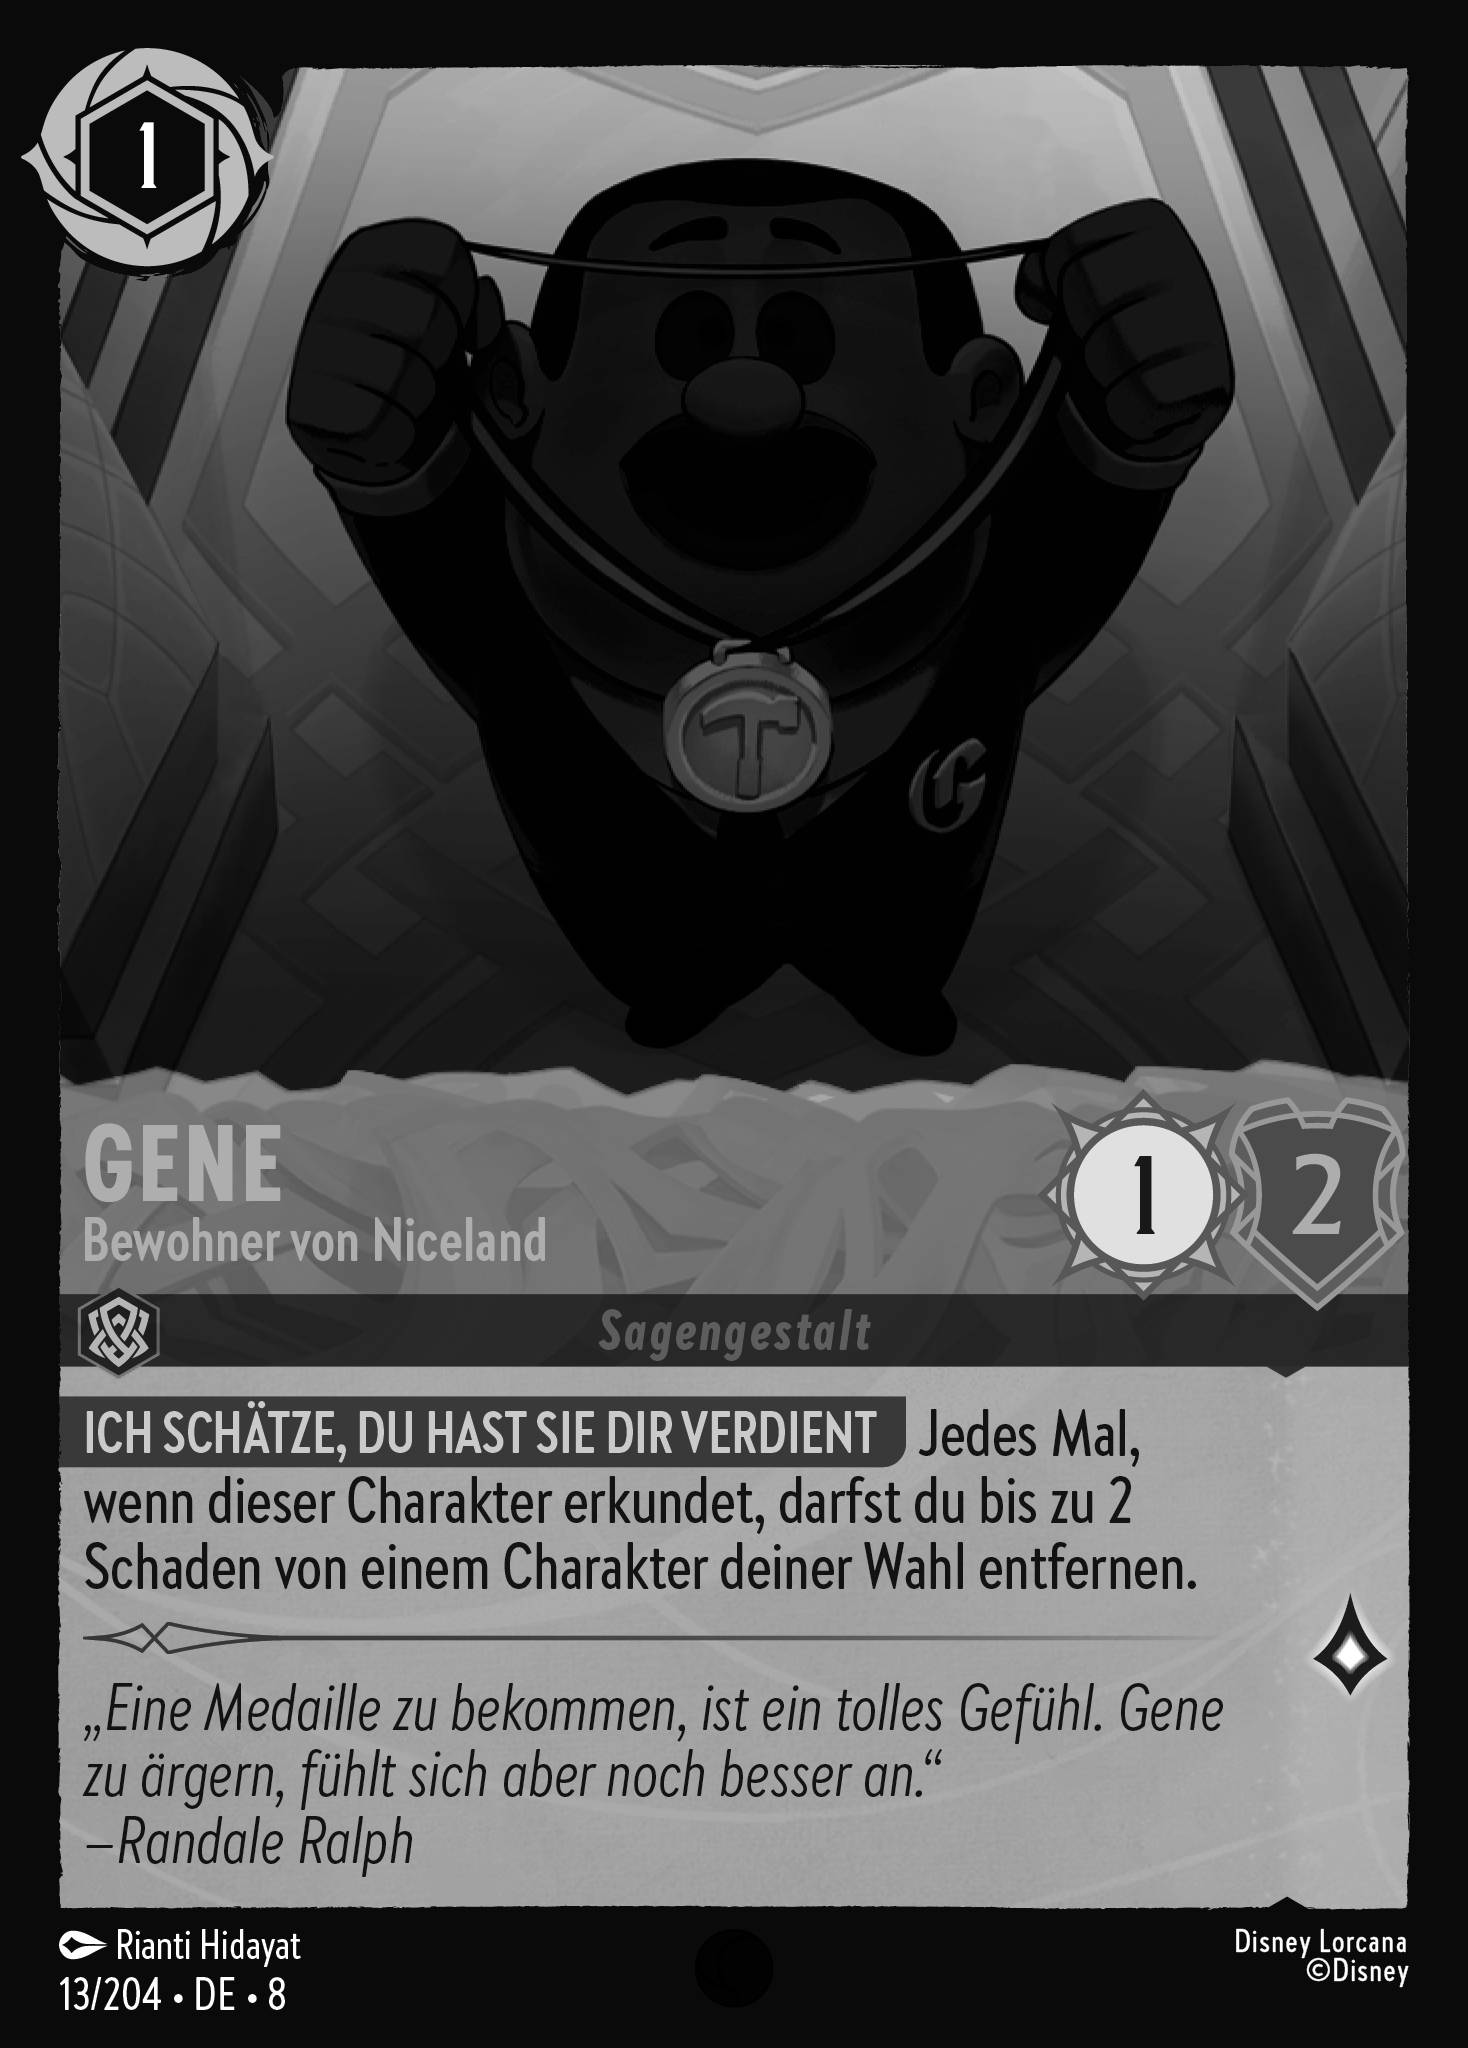 1
G
GENE
Bewohner von Niceland
1
2
Sagengestalt
ICH SCHÄTZE, DU HAST SIE DIR VERDIENT Jedes Mal,
wenn dieser Charakter erkundet, darfst du bis zu 2
Schaden von einem Charakter deiner Wahl entfernen.
„Eine Medaille zu bekommen, ist ein tolles Gefühl. Gene
zu ärgern, fühlt sich aber noch besser an.“
–Randale Ralph
Rianti Hidayat
13/204 • DE • 8
Disney Lorcana
©Disney